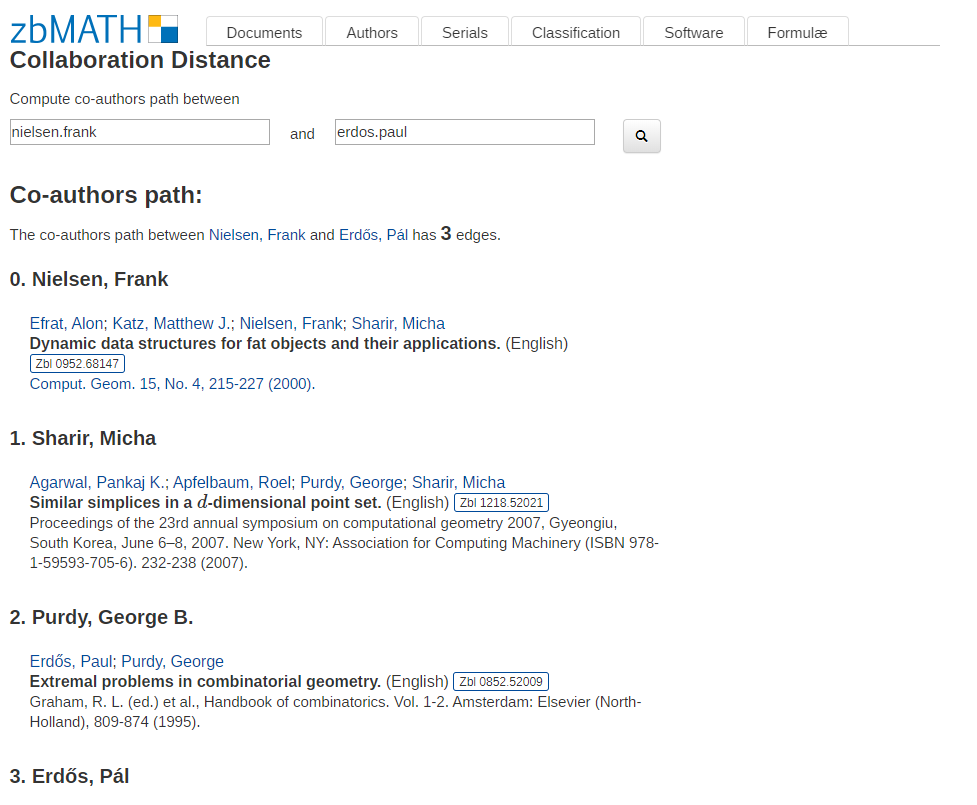 zbMATH
Documents
Authors
Serials
Classification
Software
Formulæ
Collaboration Distance
Compute co-authors path between
nielsen.frank and erdos.paul
Co-authors path:
The co-authors path between Nielsen, Frank and Erdős, Pál has 3 edges.
0. Nielsen, Frank
Efrat, Alon; Katz, Matthew J.; Nielsen, Frank; Sharir, Micha
Dynamic data structures for fat objects and their applications. (English)
Zbl 0952.68147
Comput. Geom. 15, No. 4, 215-227 (2000).
1. Sharir, Micha
Agarwal, Pankaj K.; Apfelbaum, Roel; Purdy, George; Sharir, Micha
Similar simplices in a d-dimensional point set. (English) Zbl 1218.52021
Proceedings of the 23rd annual symposium on computational geometry 2007, Gyeongiu,
South Korea, June 6–8, 2007. New York, NY: Association for Computing Machinery (ISBN 978-
1-59593-705-6). 232-238 (2007).
2. Purdy, George B.
Erdős, Paul; Purdy, George
Extremal problems in combinatorial geometry. (English) Zbl 0852.52009
Graham, R. L. (ed.) et al., Handbook of combinatorics. Vol. 1-2. Amsterdam: Elsevier (North-
Holland), 809-874 (1995).
3. Erdős, Pál